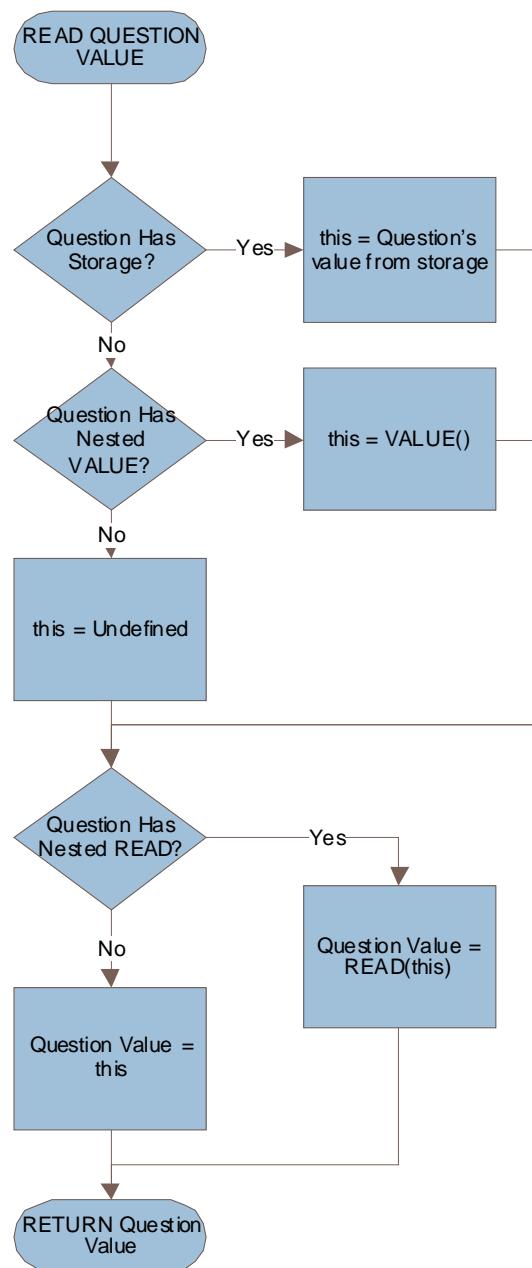 READ QUESTION
VALUE
Question Has
Storage?
Yes
this = Question's
value from storage
No
Question Has
Nested
VALUE?
Yes
this = VALUE()
No
this = Undefined
Question Has
Nested READ?
Yes
Question Value =
READ(this)
No
Question Value =
this
RETURN Question
Value